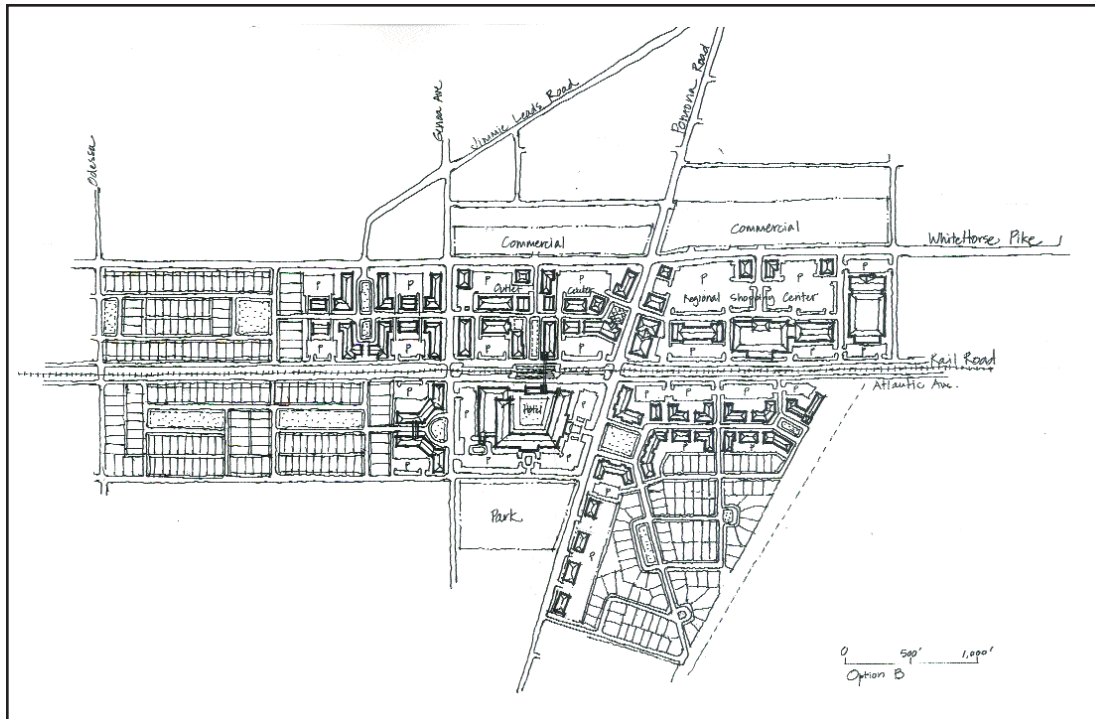 Odessa
Genoa Ave
Jimmie Leads Road
Pomona Road
Commercial
Commercial
WhiteHorse Pike
P
P
P
P
P
P
P
P
Outlet
Center
Regional Shopping Center
P
P
P
P
P
P
P
P
Rail Road
Atlantic Ave.
P
P
P
P
P
P
Hotel
P
P
P
P
P
P
P
Park
P
P
0 500' 1,000'
Option B